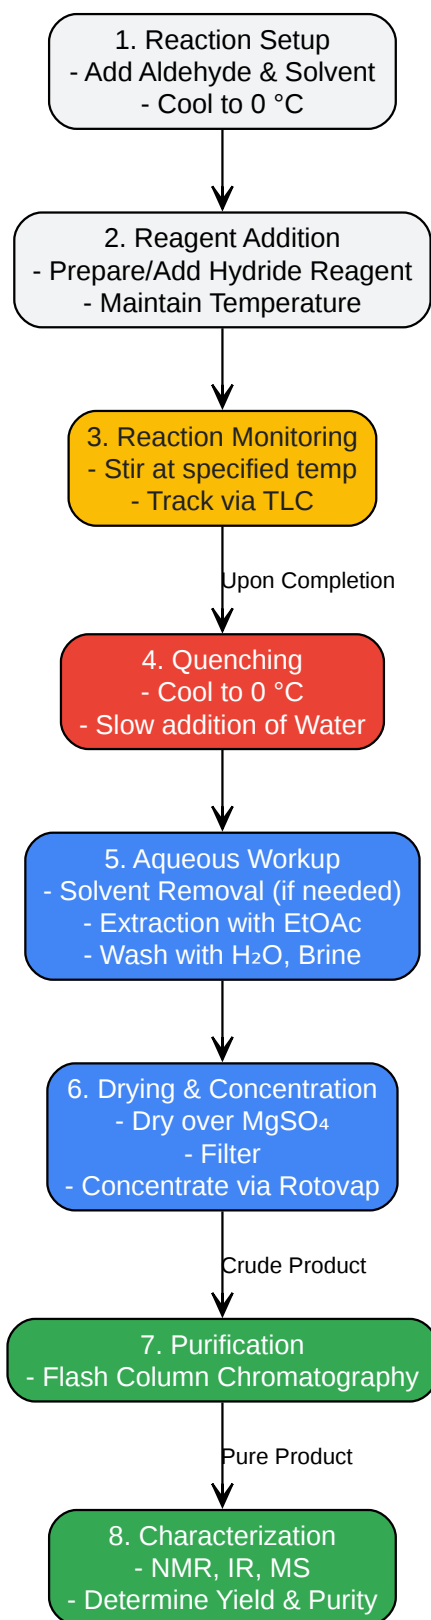 1. Reaction Setup
- Add Aldehyde & Solvent
- Cool to 0 °C
2. Reagent Addition
- Prepare/Add Hydride Reagent
- Maintain Temperature
3. Reaction Monitoring
- Stir at specified temp
- Track via TLC
Upon Completion
4. Quenching
- Cool to 0 °C
- Slow addition of Water
5. Aqueous Workup
- Solvent Removal (if needed)
- Extraction with EtOAc
- Wash with H₂O, Brine
6. Drying & Concentration
- Dry over MgSO₄
- Filter
- Concentrate via Rotovap
Crude Product
7. Purification
- Flash Column Chromatography
Pure Product
8. Characterization
- NMR, IR, MS
- Determine Yield & Purity